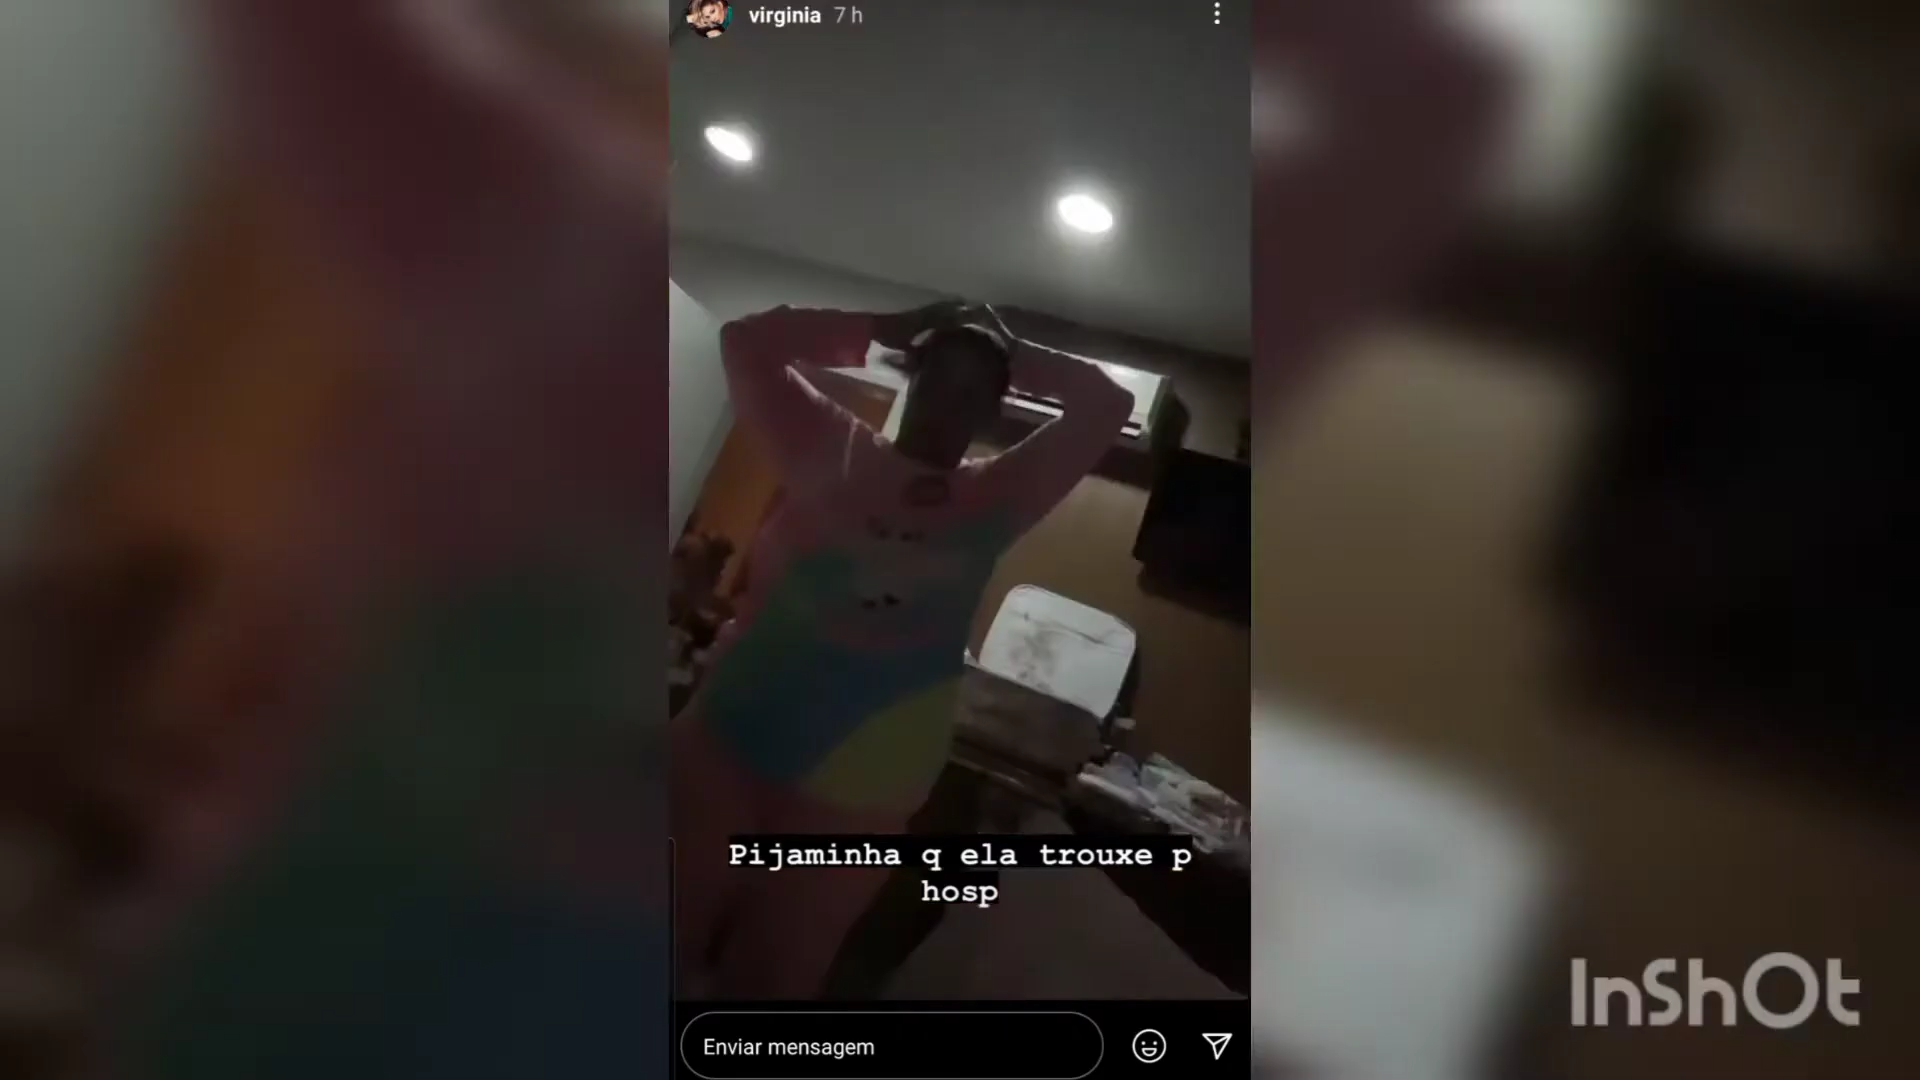 virginia 7 h
Pijaminha q ela trouxe p
hosp
Enviar mensagem
InShOt